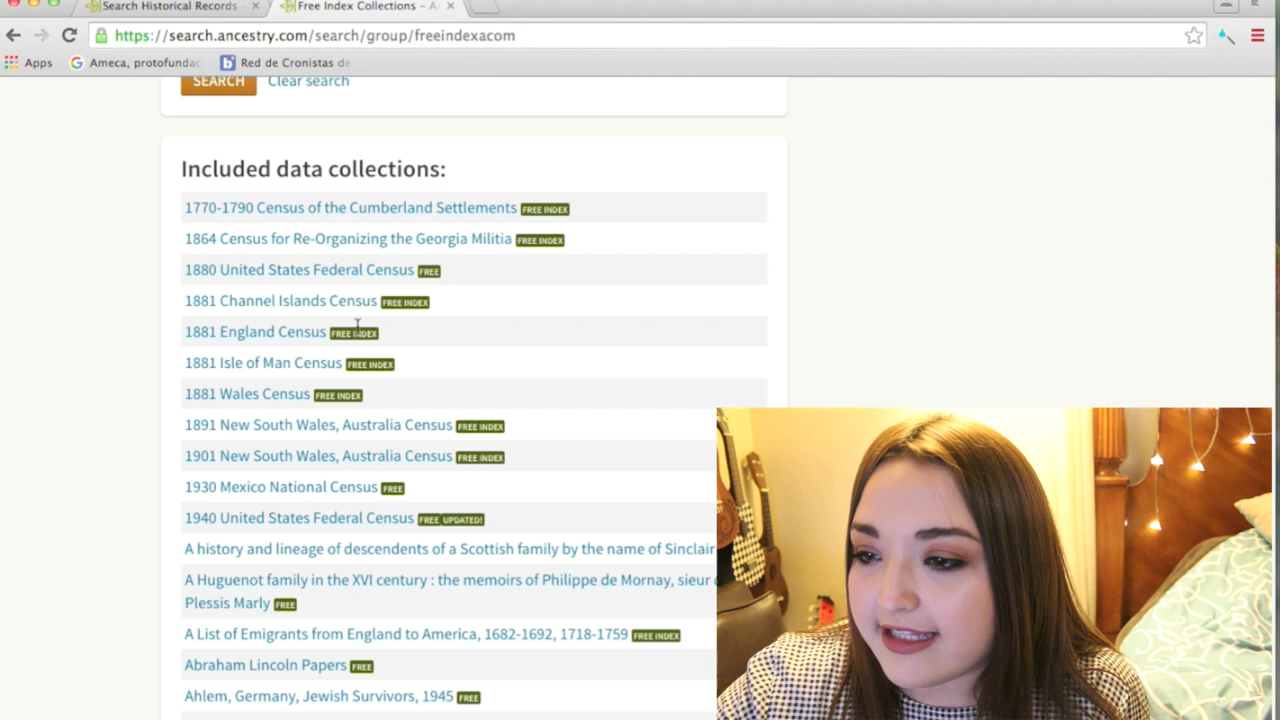 Search Historical Records
Free Index Collections – A
https://search.ancestry.com/search/group/freeindexacom
Apps Ameca, protofundac Red de Cronistas de
SEARCH Clear search
Included data collections:
1770-1790 Census of the Cumberland Settlements FREE INDEX
1864 Census for Re-Organizing the Georgia Militia FREE INDEX
1880 United States Federal Census FREE
1881 Channel Islands Census FREE INDEX
1881 England Census FREE INDEX
1881 Isle of Man Census FREE INDEX
1881 Wales Census FREE INDEX
1891 New South Wales, Australia Census FREE INDEX
1901 New South Wales, Australia Census FREE INDEX
1930 Mexico National Census FREE
1940 United States Federal Census FREE UPDATED!
A history and lineage of descendents of a Scottish family by the name of Sinclair
A Huguenot family in the XVI century : the memoirs of Philippe de Mornay, sieur
Plessis Marly FREE
A List of Emigrants from England to America, 1682-1692, 1718-1759 FREE INDEX
Abraham Lincoln Papers FREE
Ahlem, Germany, Jewish Survivors, 1945 FREE